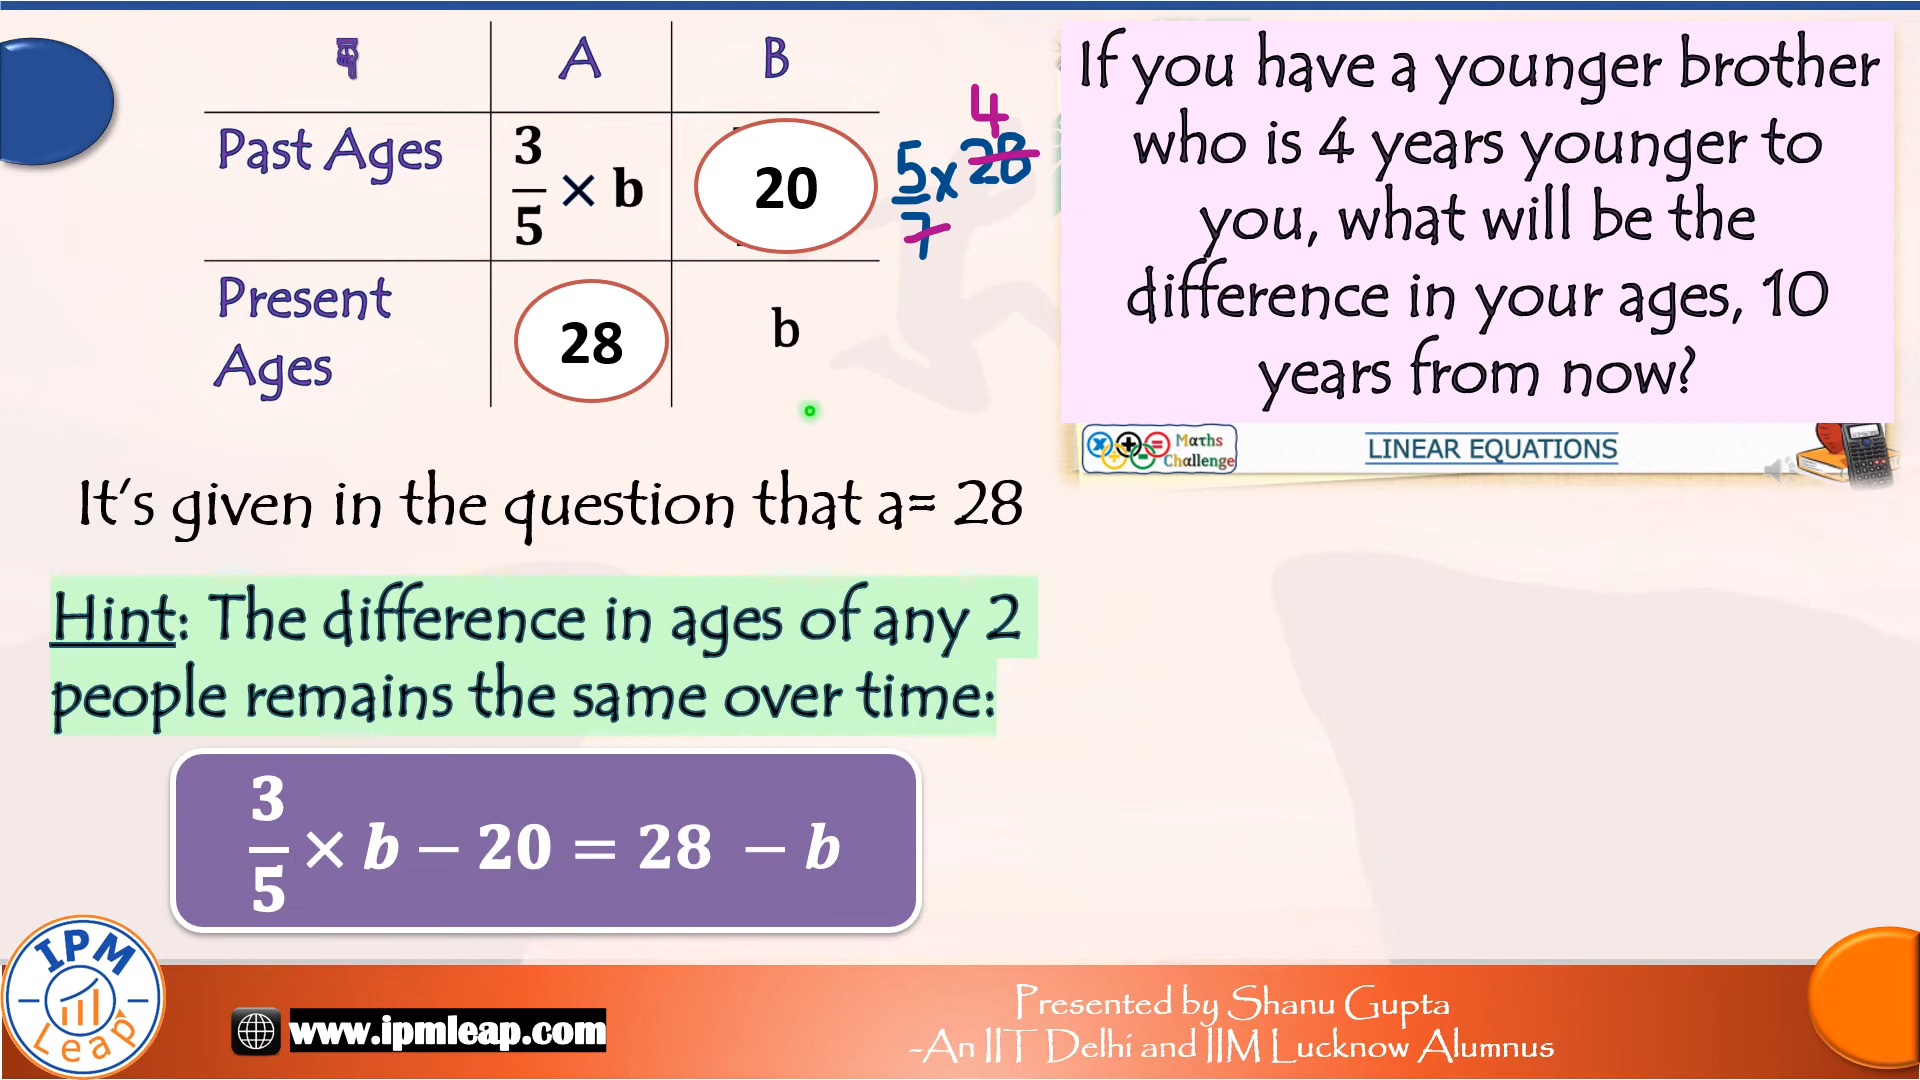 A B
Past Ages 3/5 × b 20 5/7 x 28 4
Present Ages 28 b
If you have a younger brother
who is 4 years younger to
you, what will be the
difference in your ages, 10
years from now?
Maths
Challenge
LINEAR EQUATIONS
It's given in the question that a= 28
Hint: The difference in ages of any 2
people remains the same over time:
3/5 × b − 20 = 28 − b
IPM
Leap
www.ipmleap.com
Presented by Shanu Gupta
-An IIT Delhi and IIM Lucknow Alumnus